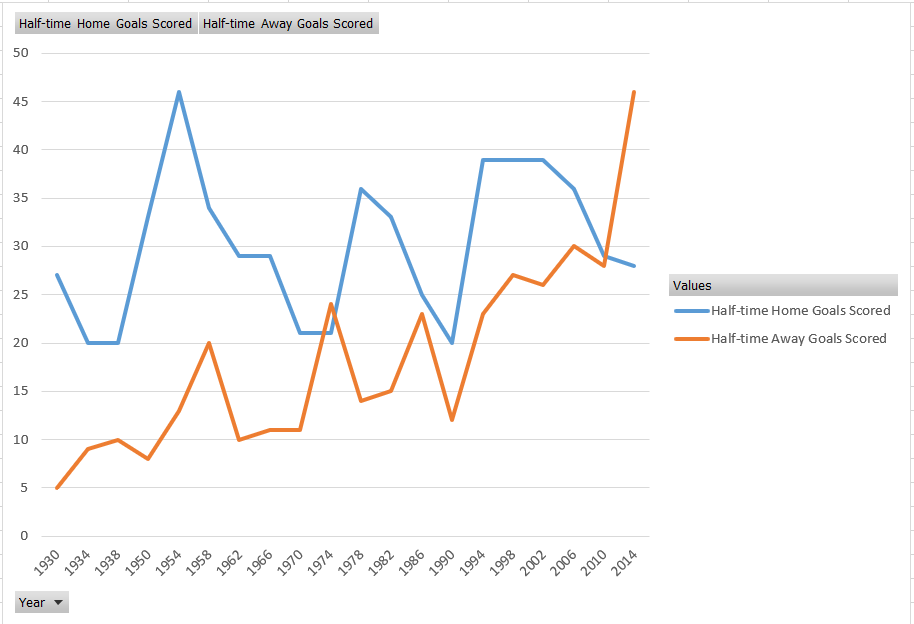 Half-time Home Goals Scored Half-time Away Goals Scored
50
45
40
35
30
25
20
15
10
5
0
1930 1934 1938 1950 1954 1958 1962 1966 1970 1974 1978 1982 1986 1990 1994 1998 2002 2006 2010 2014
Year
Values
Half-time Home Goals Scored
Half-time Away Goals Scored